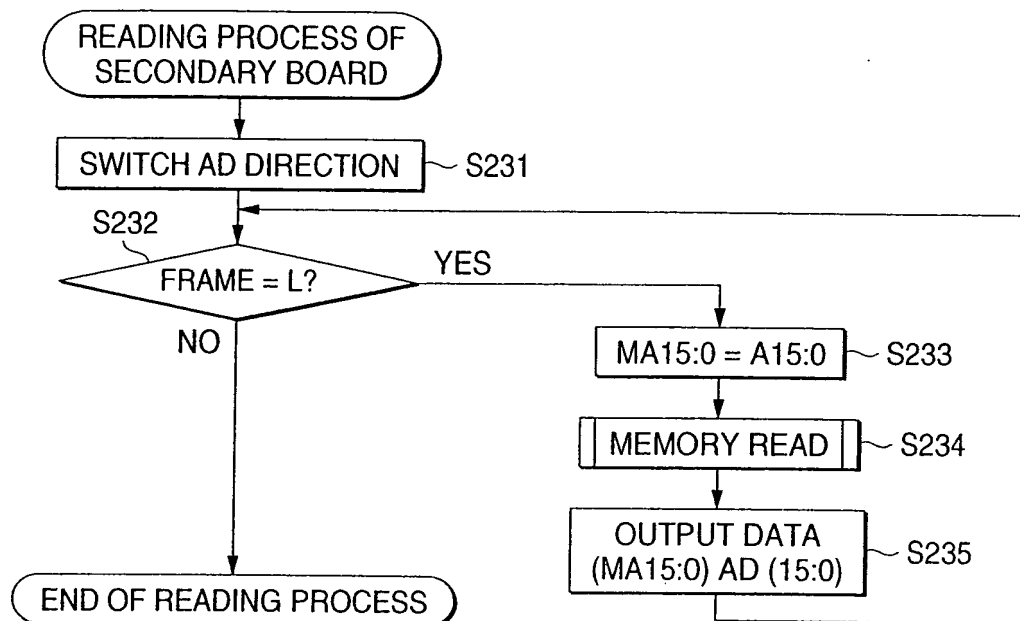 READING PROCESS OF
SECONDARY BOARD
SWITCH AD DIRECTION
S231
S232
FRAME = L?
YES
NO
MA15:0 = A15:0
S233
MEMORY READ
S234
OUTPUT DATA
(MA15:0) AD (15:0)
S235
END OF READING PROCESS